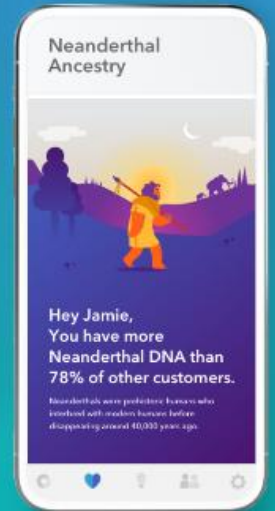 Neanderthal
Ancestry
Hey Jamie,
You have more
Neanderthal DNA than
78% of other customers.
Neanderthals were prehistoric humans who
interbred with modern humans before
disappearing around 40,000 years ago.